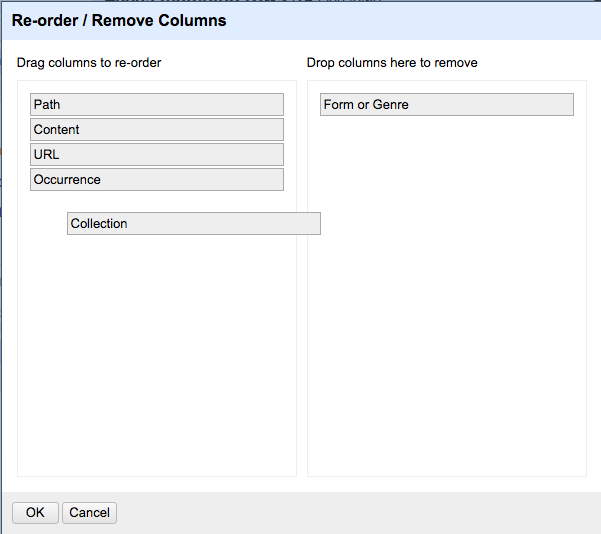 Re-order / Remove Columns
Drag columns to re-order
Drop columns here to remove
Path
Form or Genre
Content
URL
Occurrence
Collection
OK
Cancel